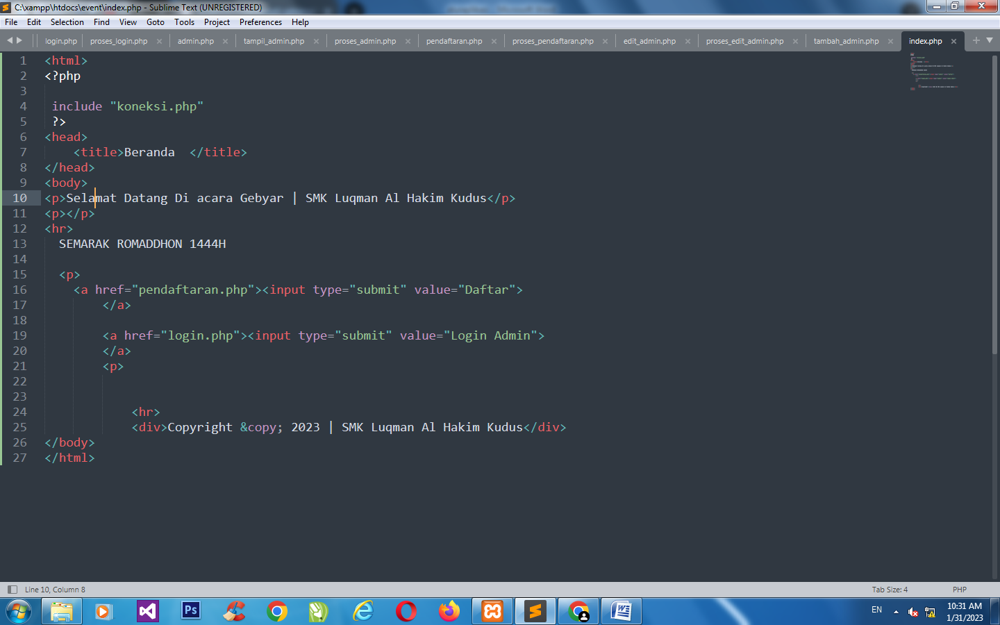 C:\xampp\htdocs\event\index.php - Sublime Text (UNREGISTERED)
File Edit Selection Find View Goto Tools Project Preferences Help
login.php proses_login.php admin.php tampil_admin.php proses_admin.php pendaftaran.php proses_pendaftaran.php edit_admin.php proses_edit_admin.php tambah_admin.php index.php
1 <html>
2 <?php
3
4 include "koneksi.php"
5 ?>
6 <head>
7 <title>Beranda  </title>
8 </head>
9 <body>
10 <p>Selamat Datang Di acara Gebyar | SMK Luqman Al Hakim Kudus</p>
11 <p></p>
12 <hr>
13 SEMARAK ROMADDHON 1444H
14
15 <p>
16 <a href="pendaftaran.php"><input type="submit" value="Daftar">
17 </a>
18
19 <a href="login.php"><input type="submit" value="Login Admin">
20 </a>
21 <p>
22
23
24 <hr>
25 <div>Copyright &copy; 2023 | SMK Luqman Al Hakim Kudus</div>
26 </body>
27 </html>
Line 10, Column 8 Tab Size: 4 PHP
Ps
EN 10:31 AM
1/31/2023